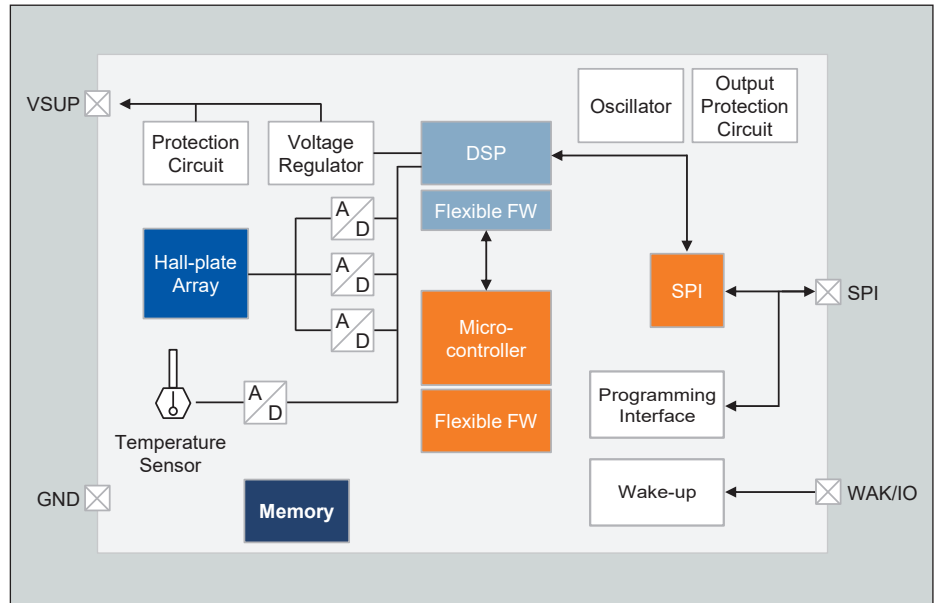 VSUP
Protection
Circuit
Voltage
Regulator
DSP
Flexible FW
Oscillator
Output
Protection
Circuit
A
D
Hall-plate
Array
A
D
A
D
Micro-
controller
Flexible FW
SPI
SPI
Temperature
Sensor
A
D
Programming
Interface
GND
Memory
Wake-up
WAK/IO